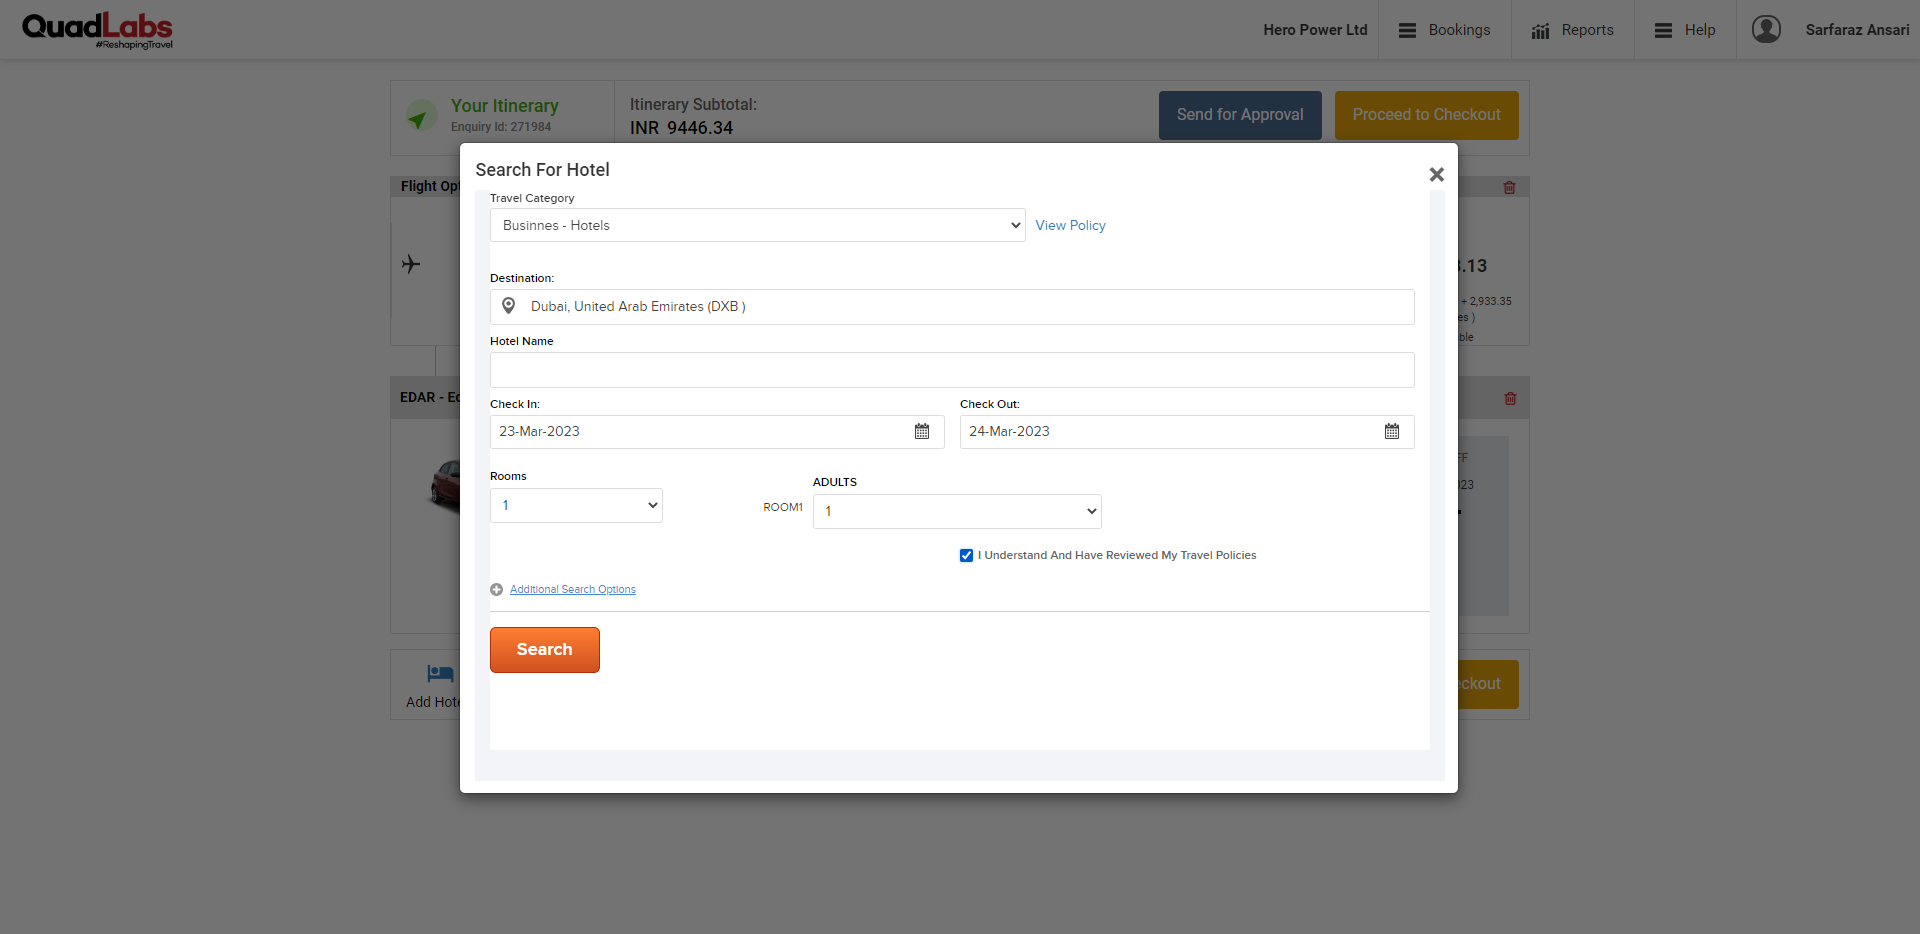 QuadLabs
#ReshapingTravel
Hero Power Ltd
Bookings
Reports
Help
Sarfaraz Ansari
Your Itinerary
Enquiry Id: 271984
Itinerary Subtotal:
INR 9446.34
Send for Approval
Proceed to Checkout
Search For Hotel
Flight
Travel Category
Businnes - Hotels
View Policy
Destination:
Dubai, United Arab Emirates (DXB )
.13
+ 2,933.35
es )
ble
Hotel Name
EDAR -
Check In:
Check Out:
23-Mar-2023
24-Mar-2023
FF
023
Rooms
ADULTS
1
ROOM1
1
I Understand And Have Reviewed My Travel Policies
Additional Search Options
Search
Add
ckout